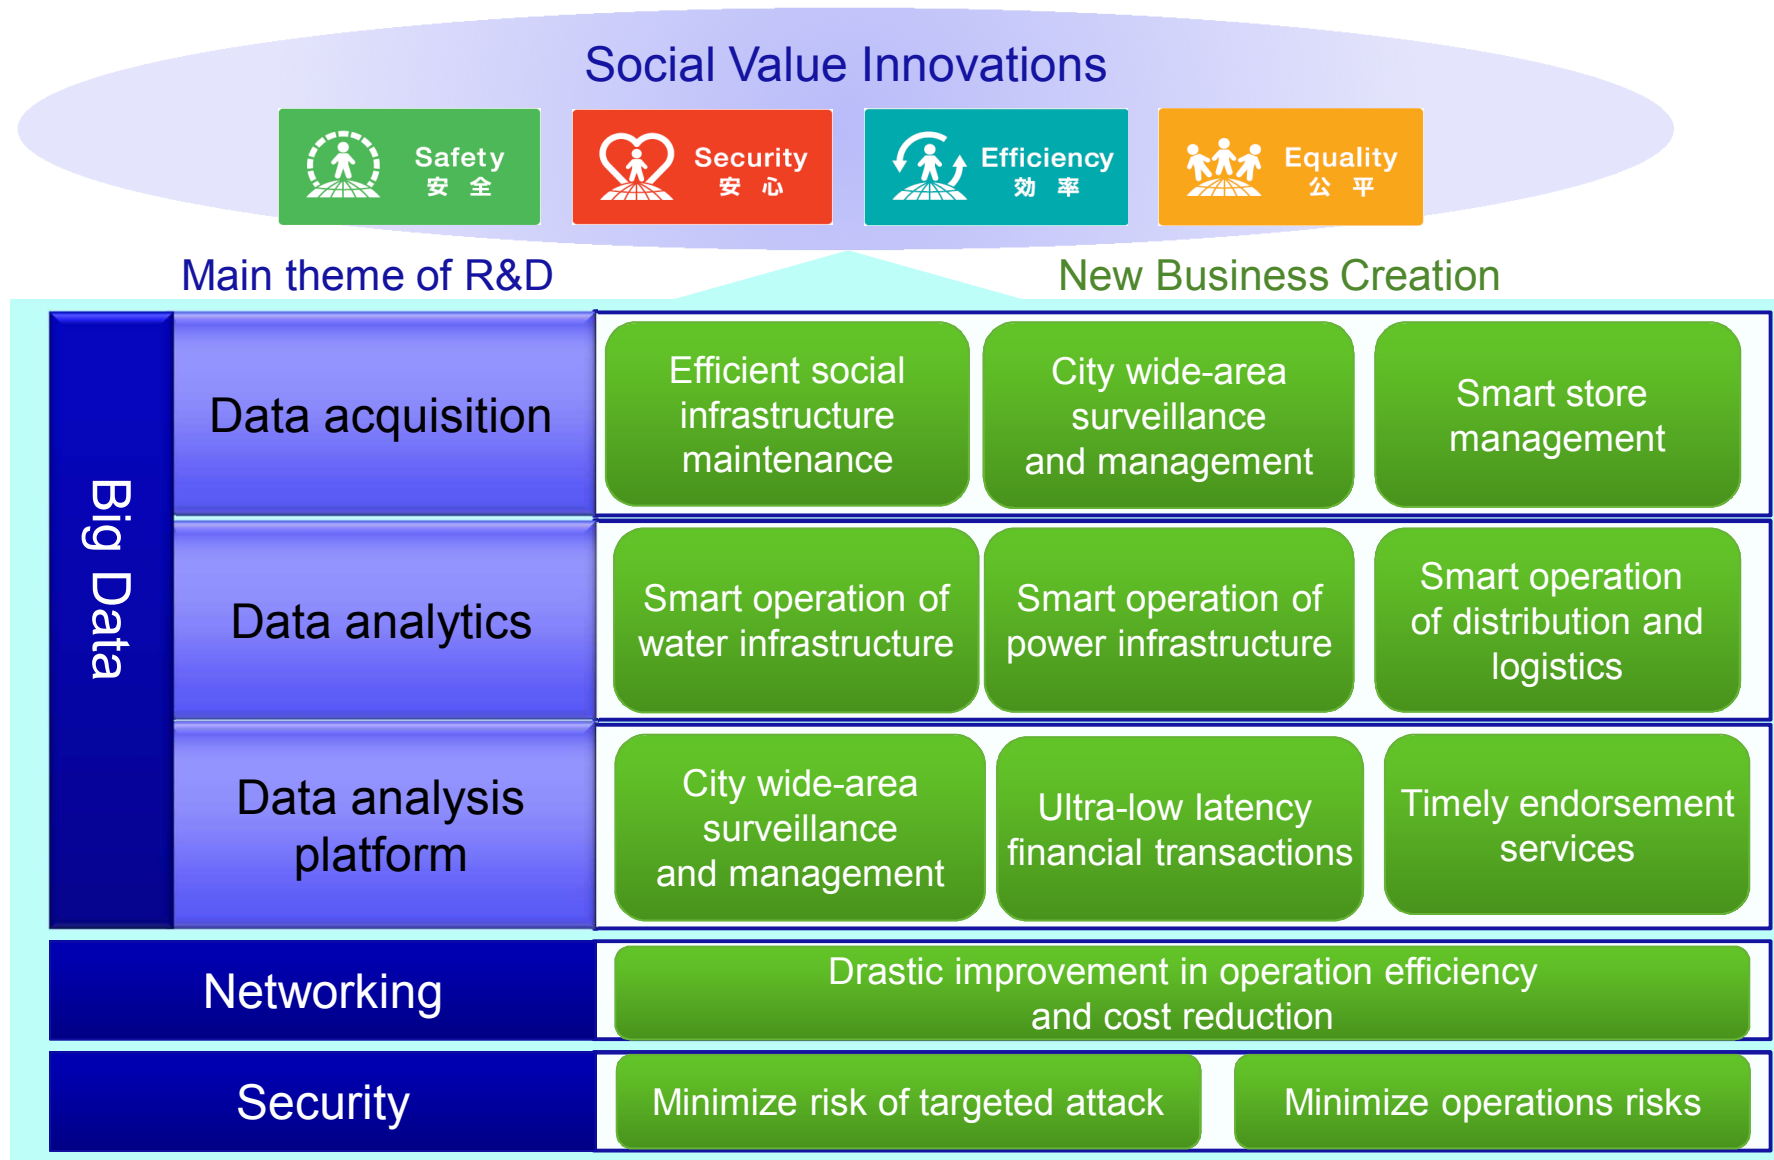 Social Value Innovations
Safety
安全
Security
安心
Efficiency
効率
Equality
公平
Main theme of R&D
New Business Creation
Big Data
Data acquisition
Efficient social
infrastructure
maintenance
City wide-area
surveillance
and management
Smart store
management
Data analytics
Smart operation of
water infrastructure
Smart operation of
power infrastructure
Smart operation
of distribution and
logistics
Data analysis
platform
City wide-area
surveillance
and management
Ultra-low latency
financial transactions
Timely endorsement
services
Networking
Drastic improvement in operation efficiency
and cost reduction
Security
Minimize risk of targeted attack
Minimize operations risks